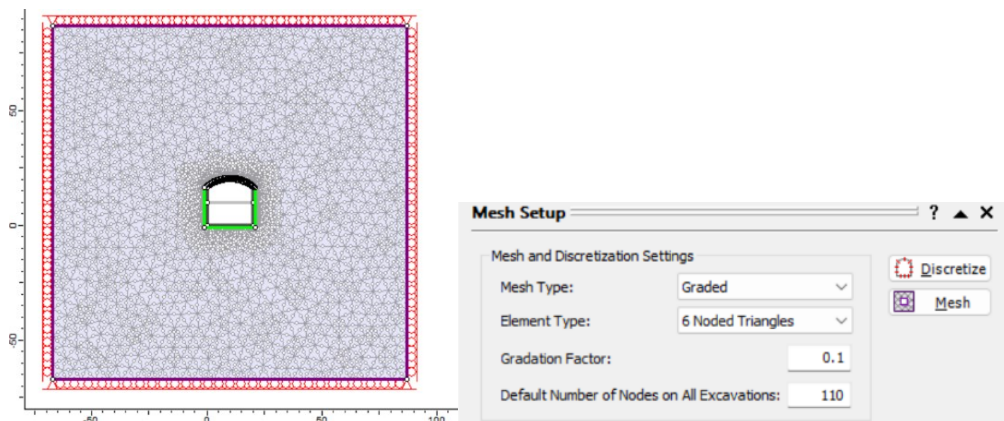 50
0
-50
-50
0
50
100
Mesh Setup ? ▲ X
Mesh and Discretization Settings
Mesh Type: Graded
Discretize
Element Type: 6 Noded Triangles
Mesh
Gradation Factor: 0.1
Default Number of Nodes on All Excavations: 110